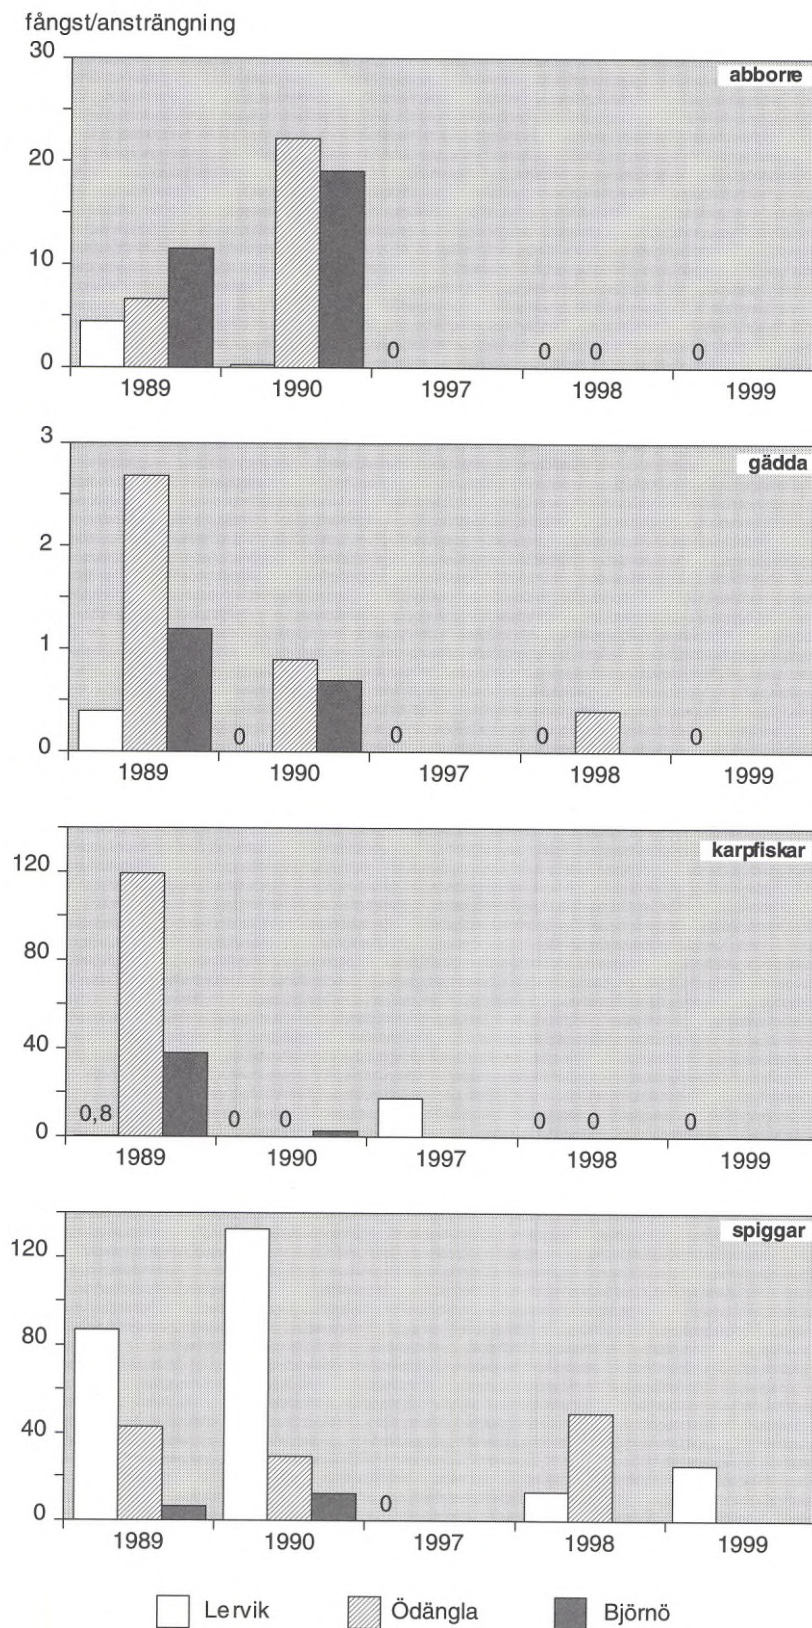 fångst/ansträngning
30
abborre
20
10
0
0 0 0 0
1989 1990 1997 1998 1999
3
gädda
2
1
0
0 0 0 0
1989 1990 1997 1998 1999
karpfiskar
120
80
40
0
0,8 0 0 0 0 0
1989 1990 1997 1998 1999
spiggar
120
80
40
0
0
1989 1990 1997 1998 1999
Lervik Ödängla Björnö